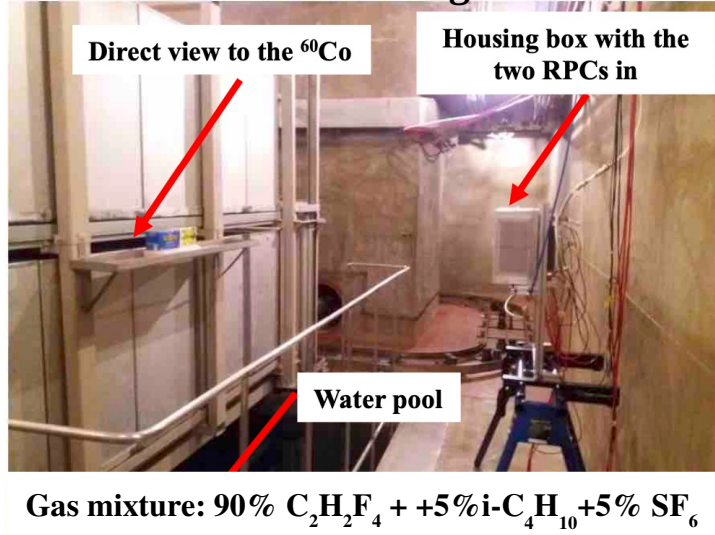 Direct view to the ⁶⁰Co
Housing box with the
two RPCs in
Water pool
Gas mixture: 90% C₂H₂F₄ + +5%i-C₄H₁₀+5% SF₆